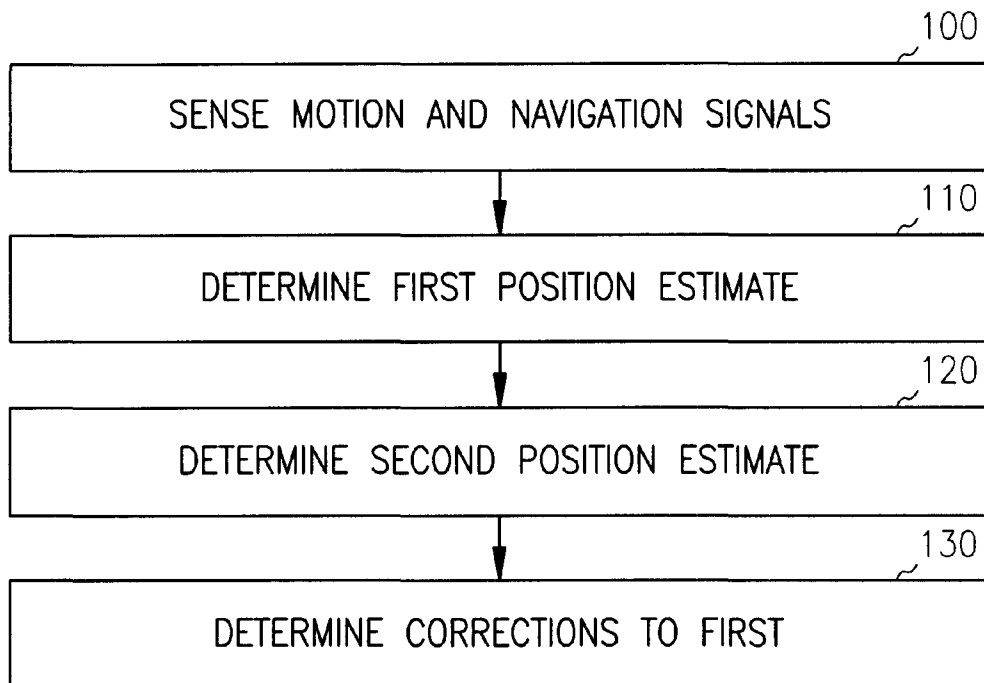 100
SENSE MOTION AND NAVIGATION SIGNALS
110
DETERMINE FIRST POSITION ESTIMATE
120
DETERMINE SECOND POSITION ESTIMATE
130
DETERMINE CORRECTIONS TO FIRST